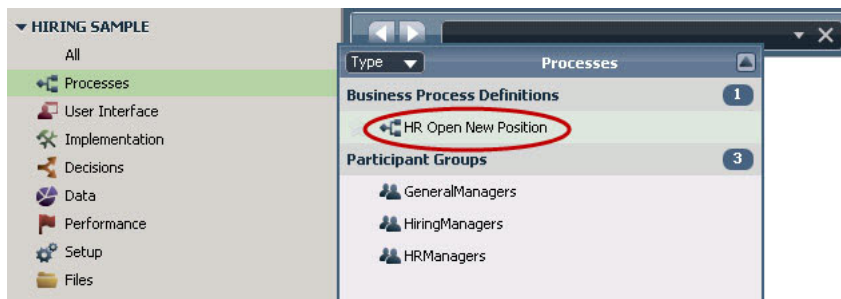 HIRING SAMPLE
All
Processes
User Interface
Implementation
Decisions
Data
Performance
Setup
Files
Type Processes
Business Process Definitions 1
HR Open New Position
Participant Groups 3
GeneralManagers
HiringManagers
HRManagers